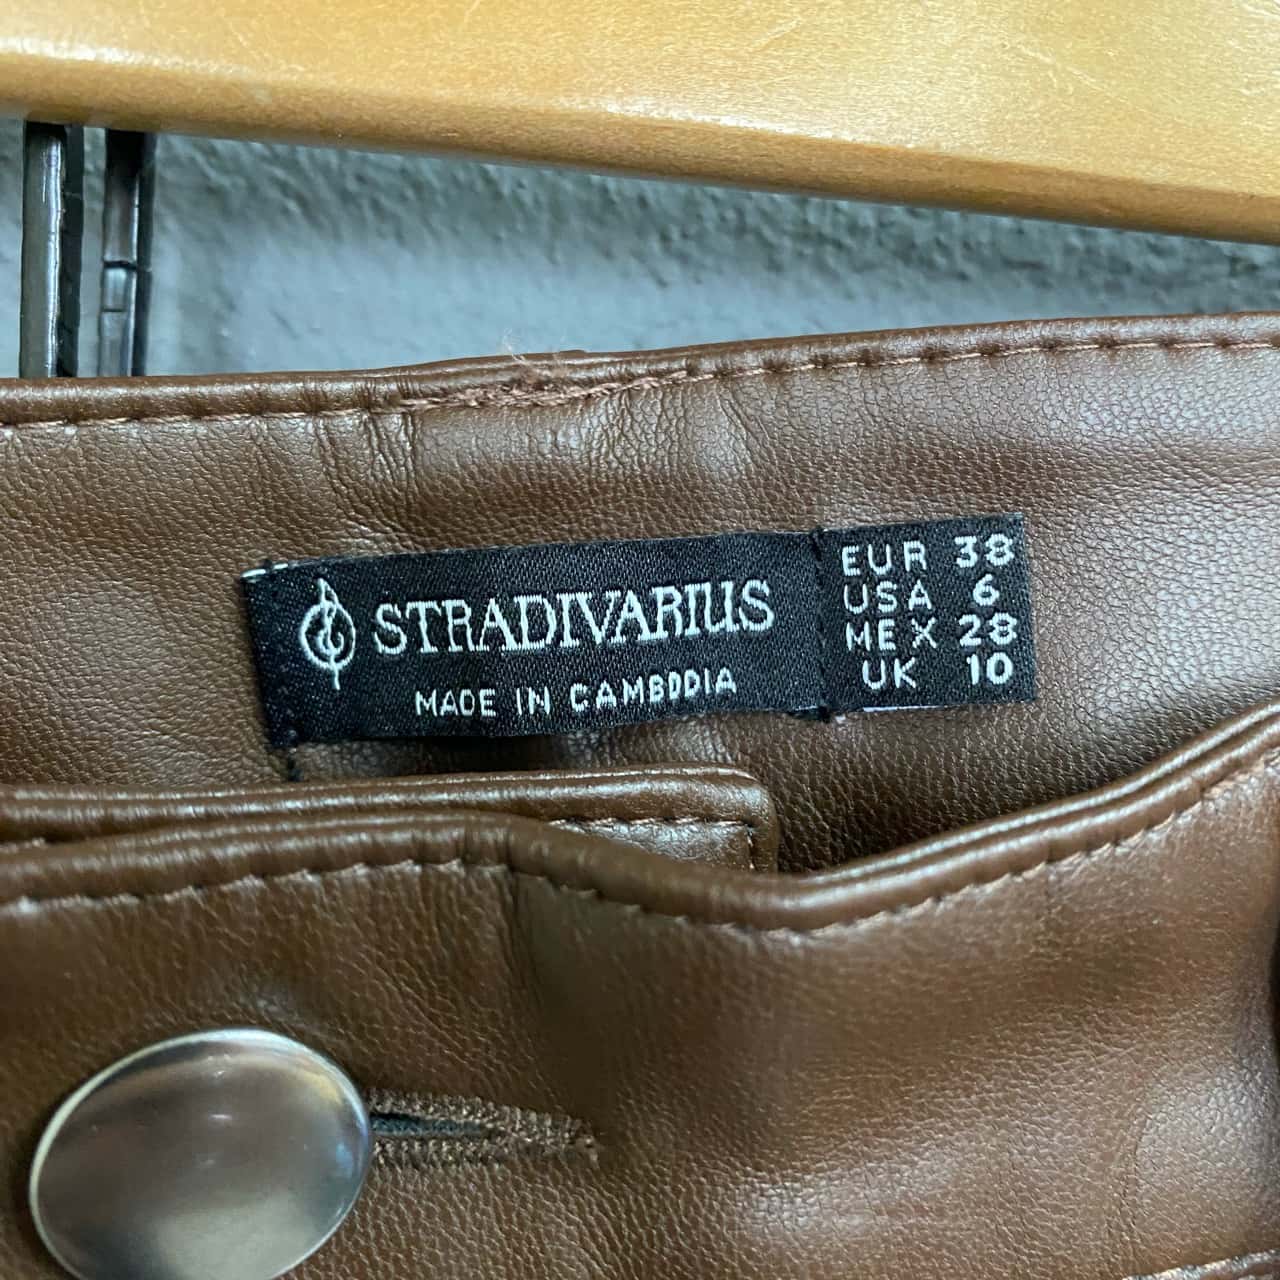 STRADIVARIUS
MADE IN CAMBODIA
EUR 38
USA 6
MEX 28
UK 10